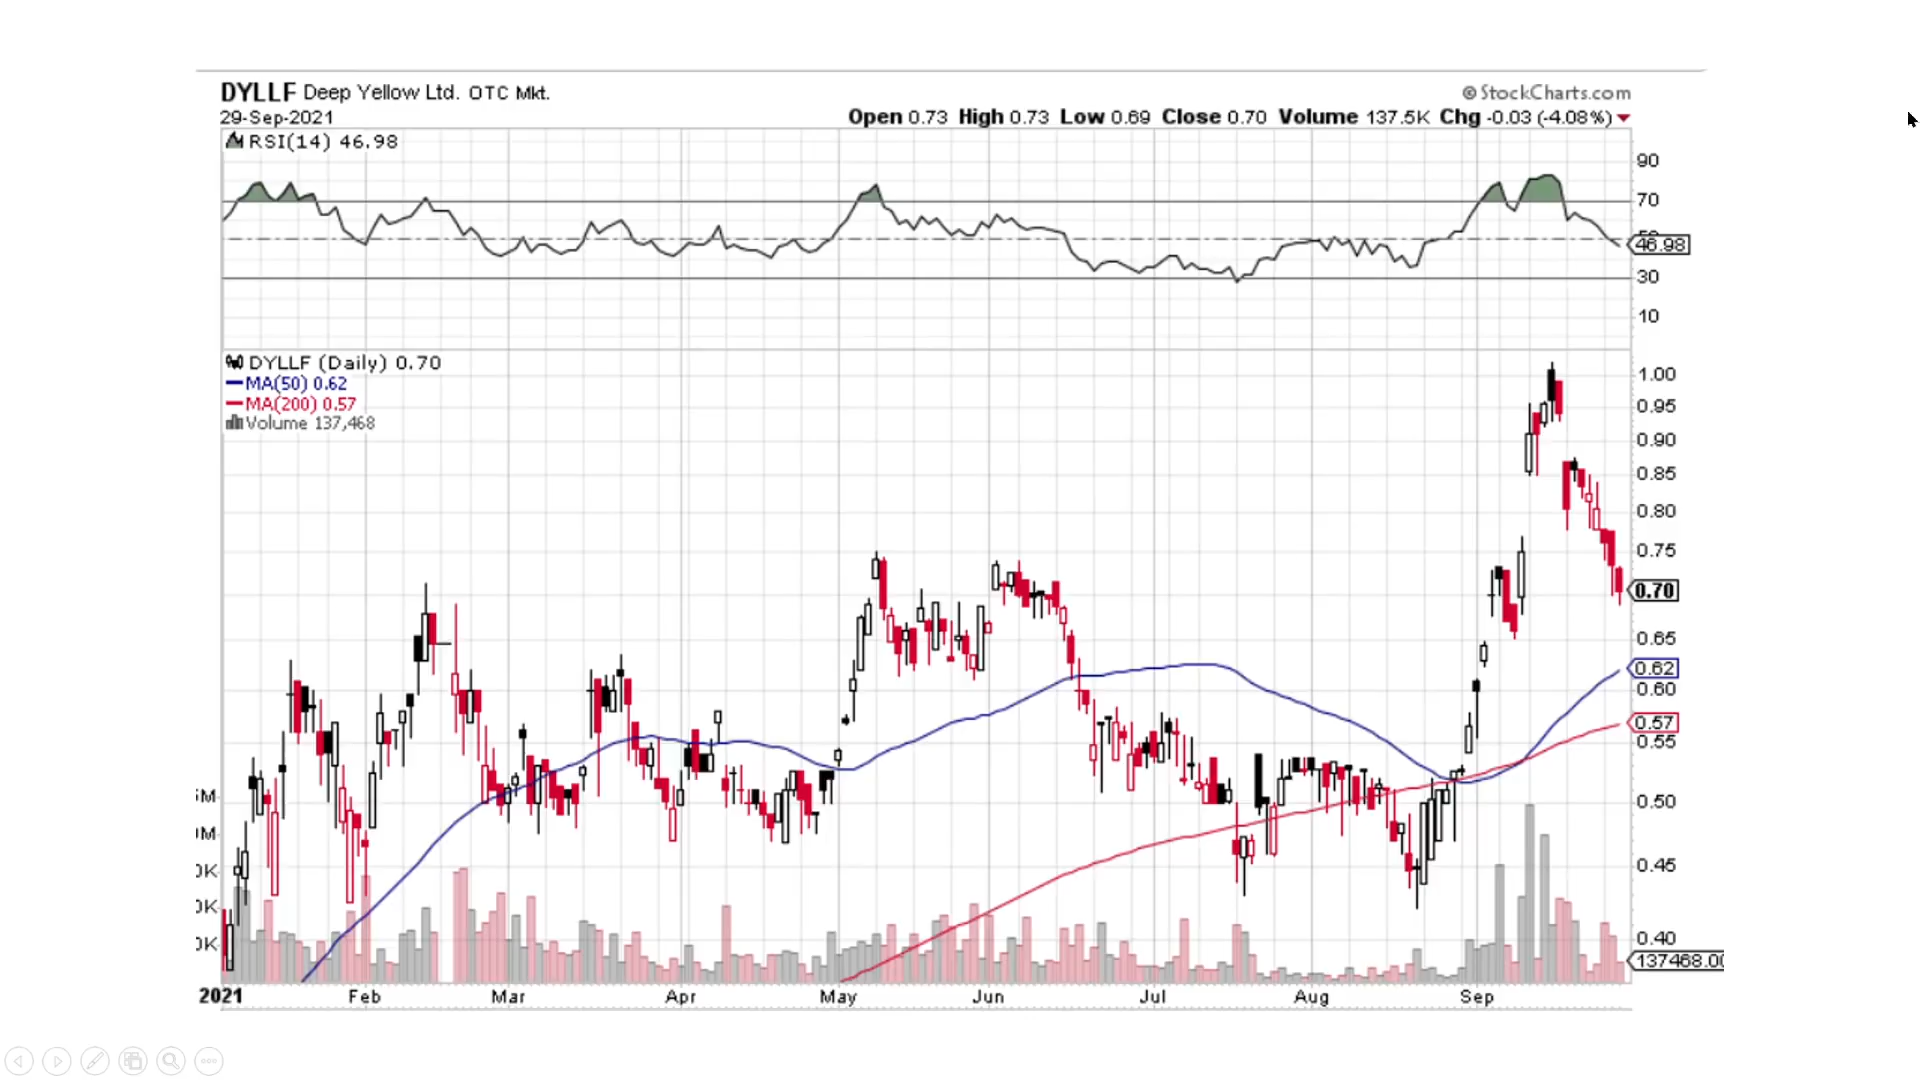 DYLLF Deep Yellow Ltd. OTC Mkt.
© StockCharts.com
29-Sep-2021
Open 0.73 High 0.73 Low 0.69 Close 0.70 Volume 137.5K Chg -0.03 (-4.08%)
RSI(14) 46.98
90
70
46.98
30
10
DYLLF (Daily) 0.70
MA(50) 0.62
MA(200) 0.57
Volume 137,468
1.00
0.95
0.90
0.85
0.80
0.75
0.70
0.65
0.62
0.60
0.57
0.55
0.50
0.45
0.40
137468.00
2021 Feb Mar Apr May Jun Jul Aug Sep